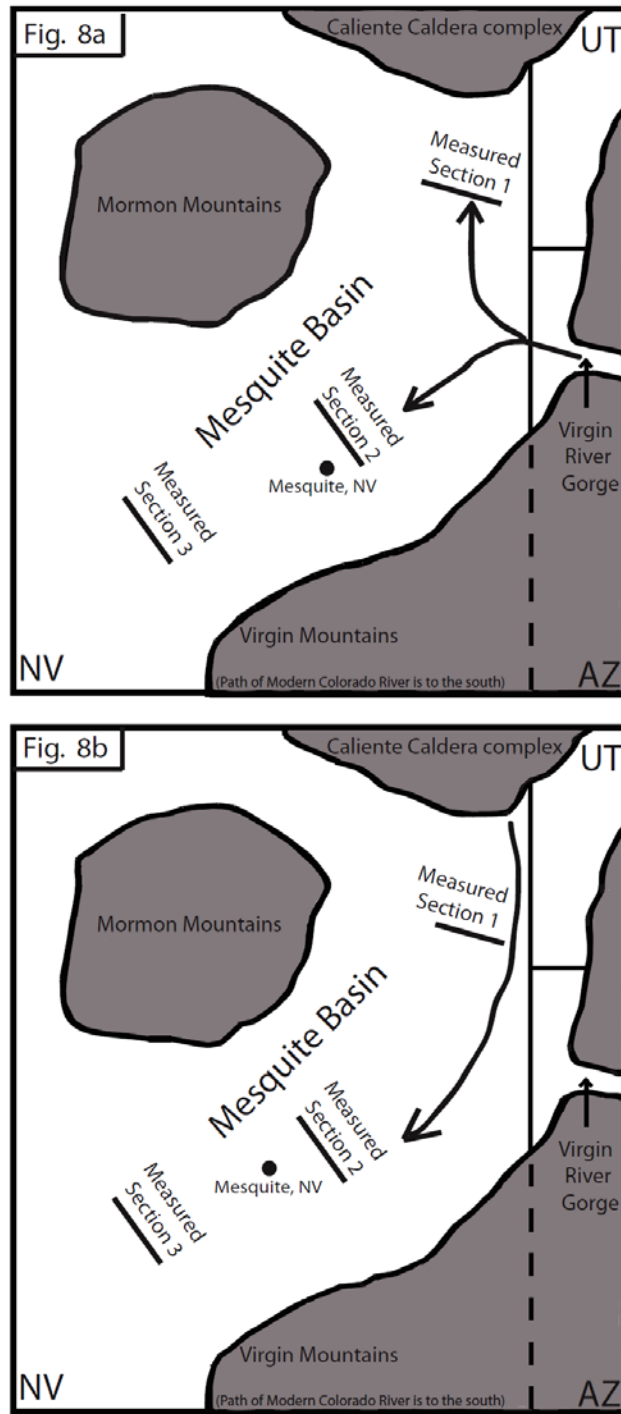 Fig. 8a
Caliente Caldera complex
UT
Measured
Section 1
Mormon Mountains
Mesquite Basin
Measured
Section 2
Mesquite, NV
Measured
Section 3
Virgin
River
Gorge
Virgin Mountains
(Path of Modern Colorado River is to the south)
NV
AZ
Fig. 8b
Caliente Caldera complex
UT
Measured
Section 1
Mormon Mountains
Mesquite Basin
Measured
Section 2
Mesquite, NV
Measured
Section 3
Virgin
River
Gorge
Virgin Mountains
(Path of Modern Colorado River is to the south)
NV
AZ